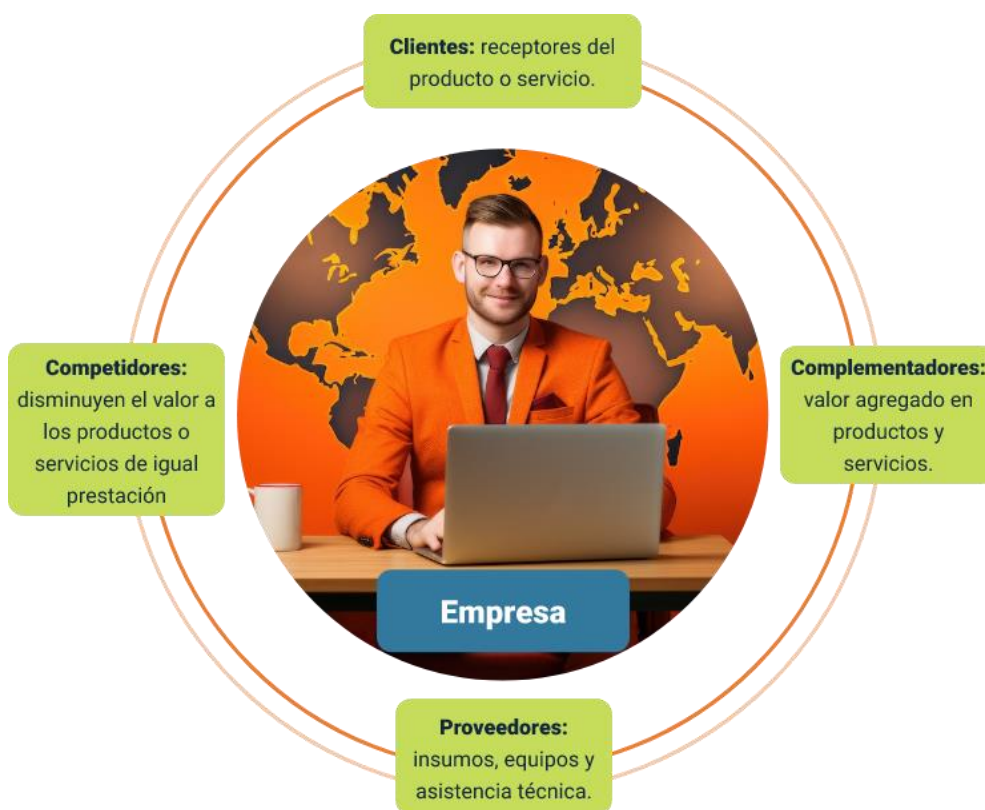 Clientes: receptores del
producto o servicio.
Competidores:
disminuyen el valor a
los productos o
servicios de igual
prestación
Complementadores:
valor agregado en
productos y
servicios.
Empresa
Proveedores:
insumos, equipos y
asistencia técnica.